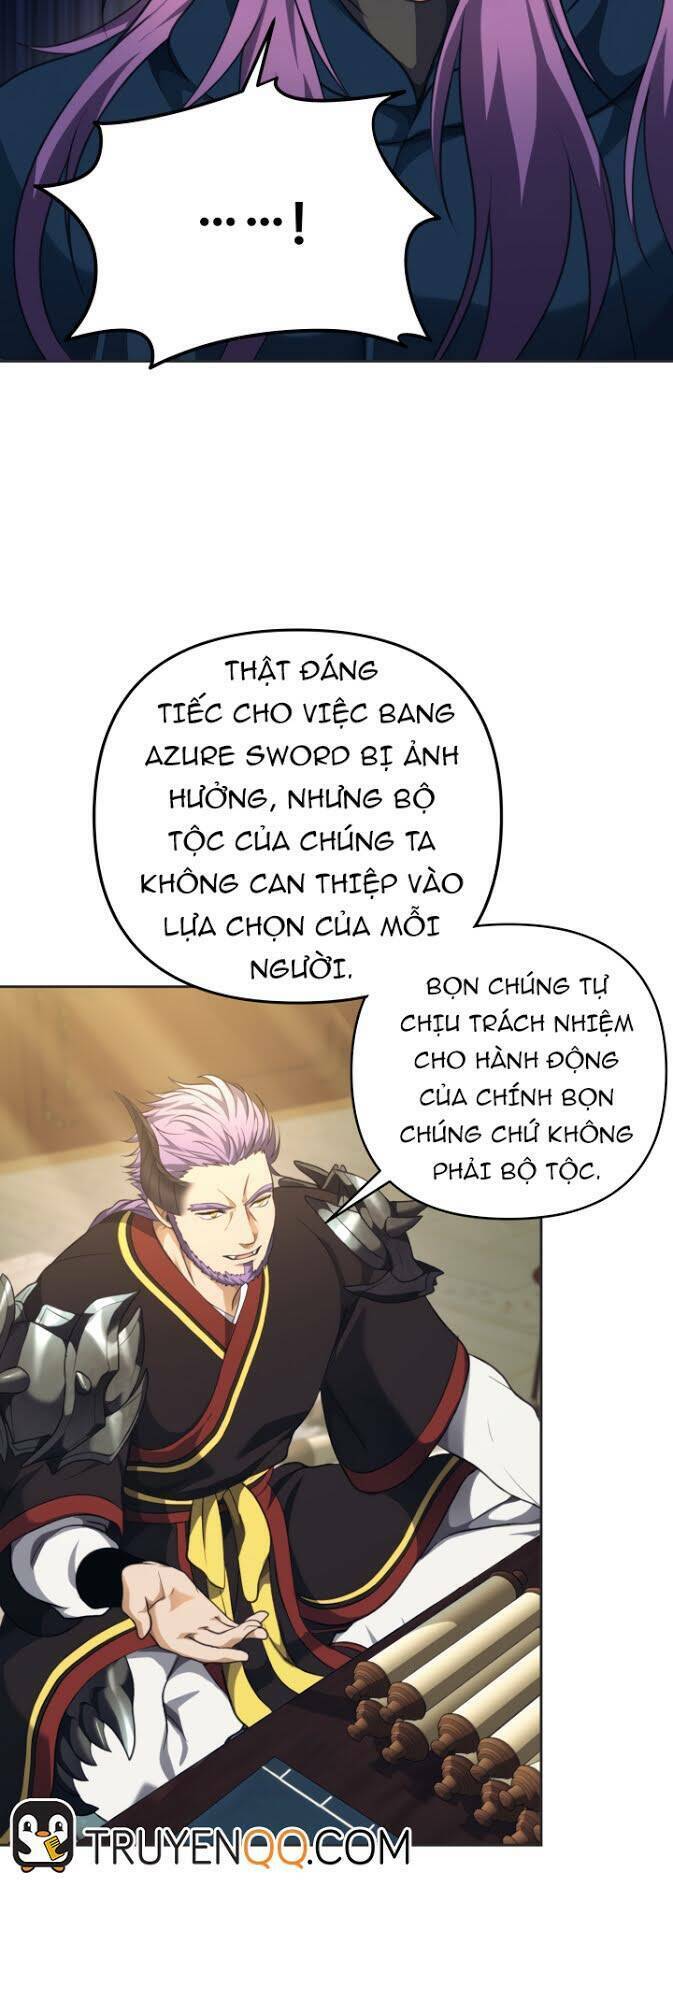 ……!
THẬT ĐÁNG
TIẾC CHO VIỆC BANG
AZURE SWORD BỊ ẢNH
HƯỞNG, NHƯNG BỘ
TỘC CỦA CHÚNG TA
KHÔNG CAN THIỆP VÀO
LỰA CHỌN CỦA MỖI
NGƯỜI.
BỌN CHÚNG TỰ
CHỊU TRÁCH NHIỆM
CHO HÀNH ĐỘNG
CỦA CHÍNH BỌN
CHÚNG CHỨ KHÔNG
PHẢI BỘ TỘC.
TRUYENQQ.COM